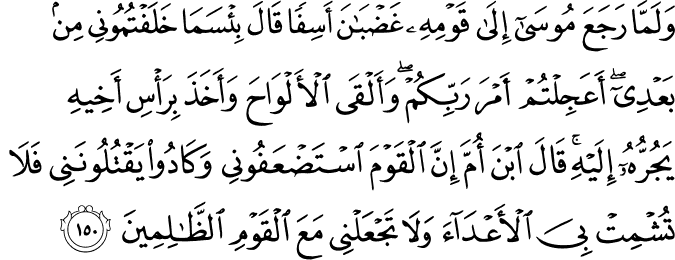 وَلَمَّا رَجَعَ مُوسَىٰٓ إِلَىٰ قَوْمِهِۦ غَضْبَـٰنَ أَسِفًا قَالَ بِئْسَمَا خَلَفْتُمُونِى مِنۢ
بَعْدِىٓ ۖ أَعَجِلْتُمْ أَمْرَ رَبِّكُمْ ۖ وَأَلْقَى ٱلْأَلْوَاحَ وَأَخَذَ بِرَأْسِ أَخِيهِ
يَجُرُّهُۥٓ إِلَيْهِ ۚ قَالَ ٱبْنَ أُمَّ إِنَّ ٱلْقَوْمَ ٱسْتَضْعَفُونِى وَكَادُوا۟ يَقْتُلُونَنِى فَلَا
تُشْمِتْ بِىَ ٱلْأَعْدَآءَ وَلَا تَجْعَلْنِى مَعَ ٱلْقَوْمِ ٱلظَّـٰلِمِينَ ١٥٠